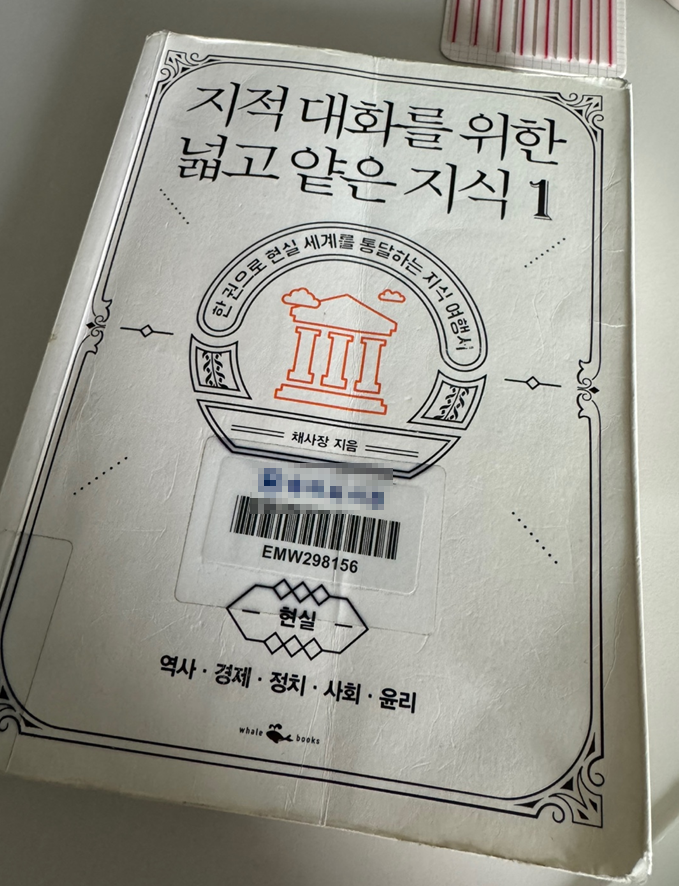 지적 대화를 위한
넓고 얕은 지식 1
한 권으로 현실 세계를 통달하는 지식 여행서
채사장 지음
EMW298156
현실
역사 · 경제 · 정치 · 사회 · 윤리
whale books